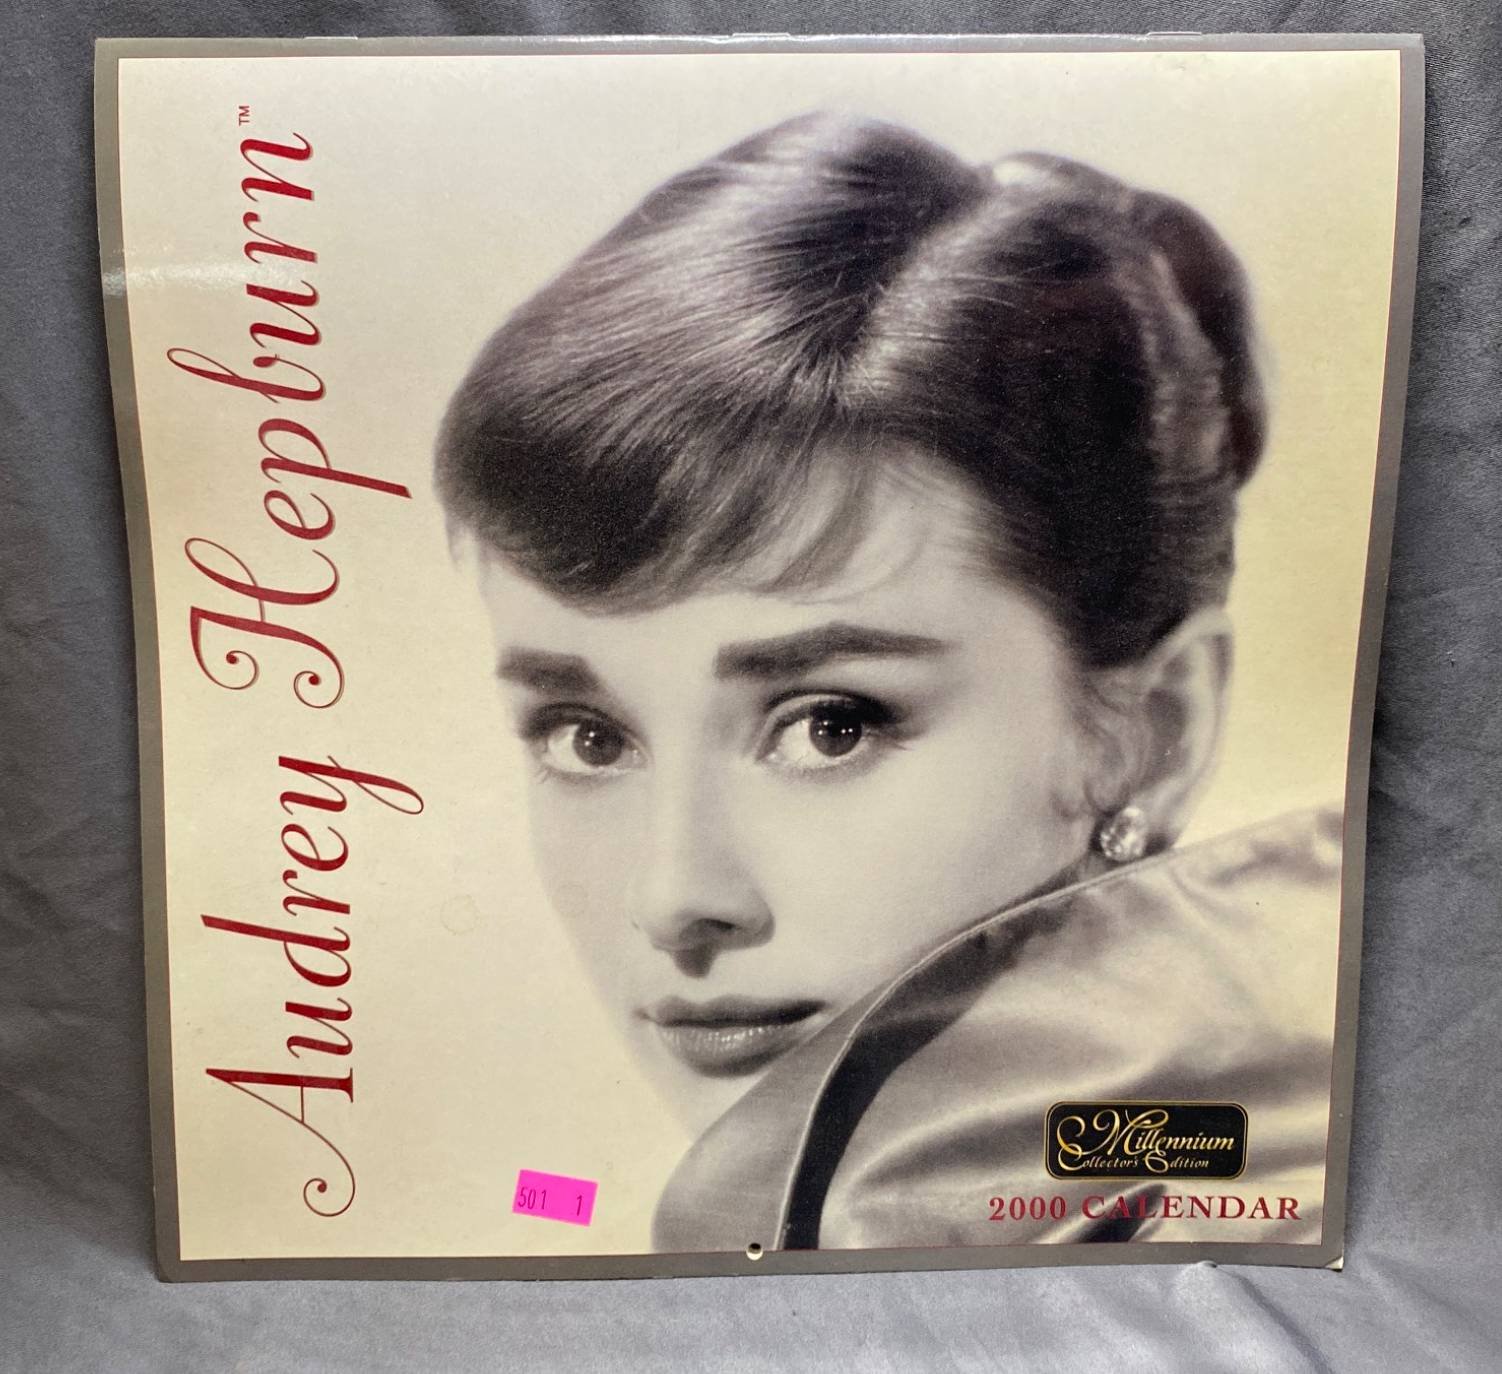 Audrey Hepburn™
Millennium
Collector's Edition
2000 CALENDAR
501 1